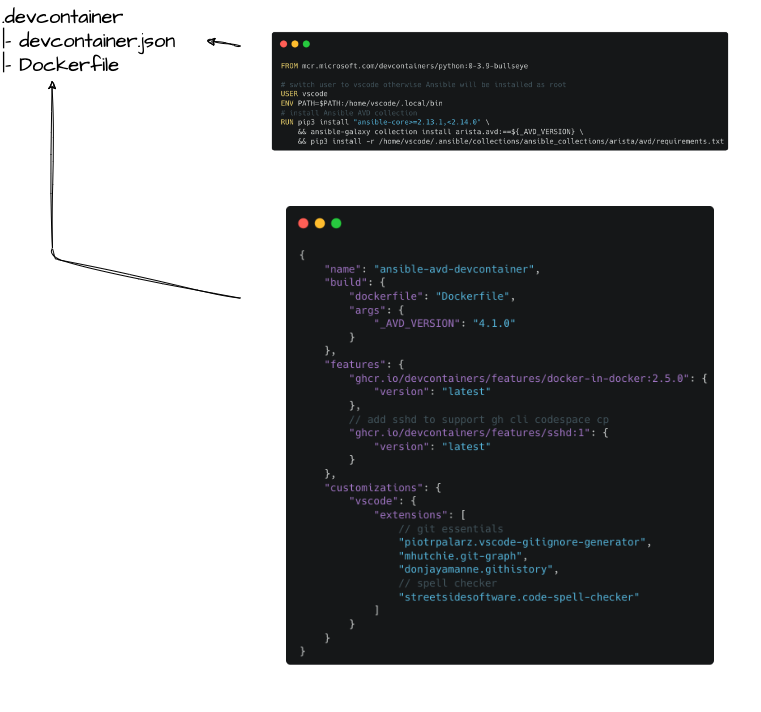 .devcontainer
|- devcontainer.json
|- Dockerfile
FROM mcr.microsoft.com/devcontainers/python:0-3.9-bullseye
# switch user to vscode otherwise Ansible will be installed as root
USER vscode
ENV PATH=$PATH:/home/vscode/.local/bin
# install Ansible AVD collection
RUN pip3 install "ansible-core>=2.13.1,<2.14.0" \
&& ansible-galaxy collection install arista.avd:==${_AVD_VERSION} \
&& pip3 install -r /home/vscode/.ansible/collections/ansible_collections/arista/avd/requirements.txt
{
"name": "ansible-avd-devcontainer",
"build": {
"dockerfile": "Dockerfile",
"args": {
"_AVD_VERSION": "4.1.0"
}
},
"features": {
"ghcr.io/devcontainers/features/docker-in-docker:2.5.0": {
"version": "latest"
},
// add sshd to support gh cli codespace cp
"ghcr.io/devcontainers/features/sshd:1": {
"version": "latest"
}
},
"customizations": {
"vscode": {
"extensions": [
// git essentials
"piotrpalarz.vscode-gitignore-generator",
"mhutchie.git-graph",
"donjayamanne.githistory",
// spell checker
"streetsidesoftware.code-spell-checker"
]
}
}
}